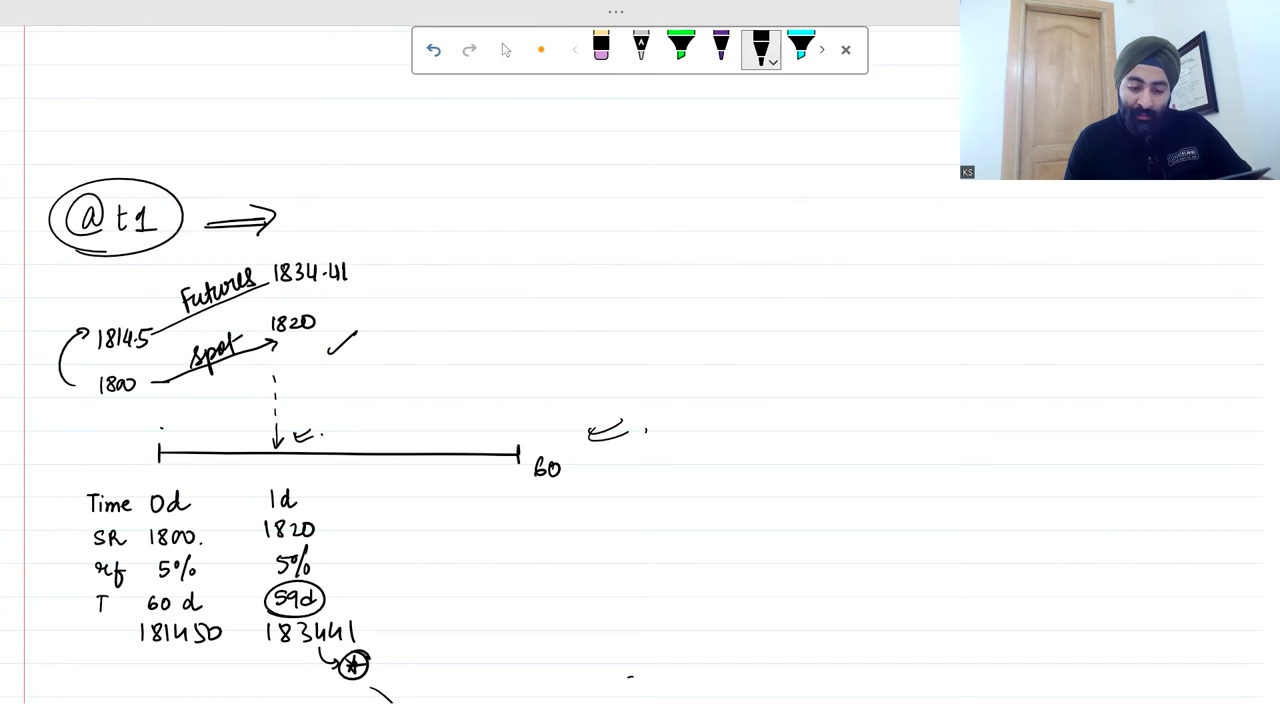 @ t1
Futures 1834.41
1814.5
1820
Spot
1800
60
Time 0d 1d
SR 1800. 1820
rf 5% 5%
T 60 d 59d
181450 183441
KS